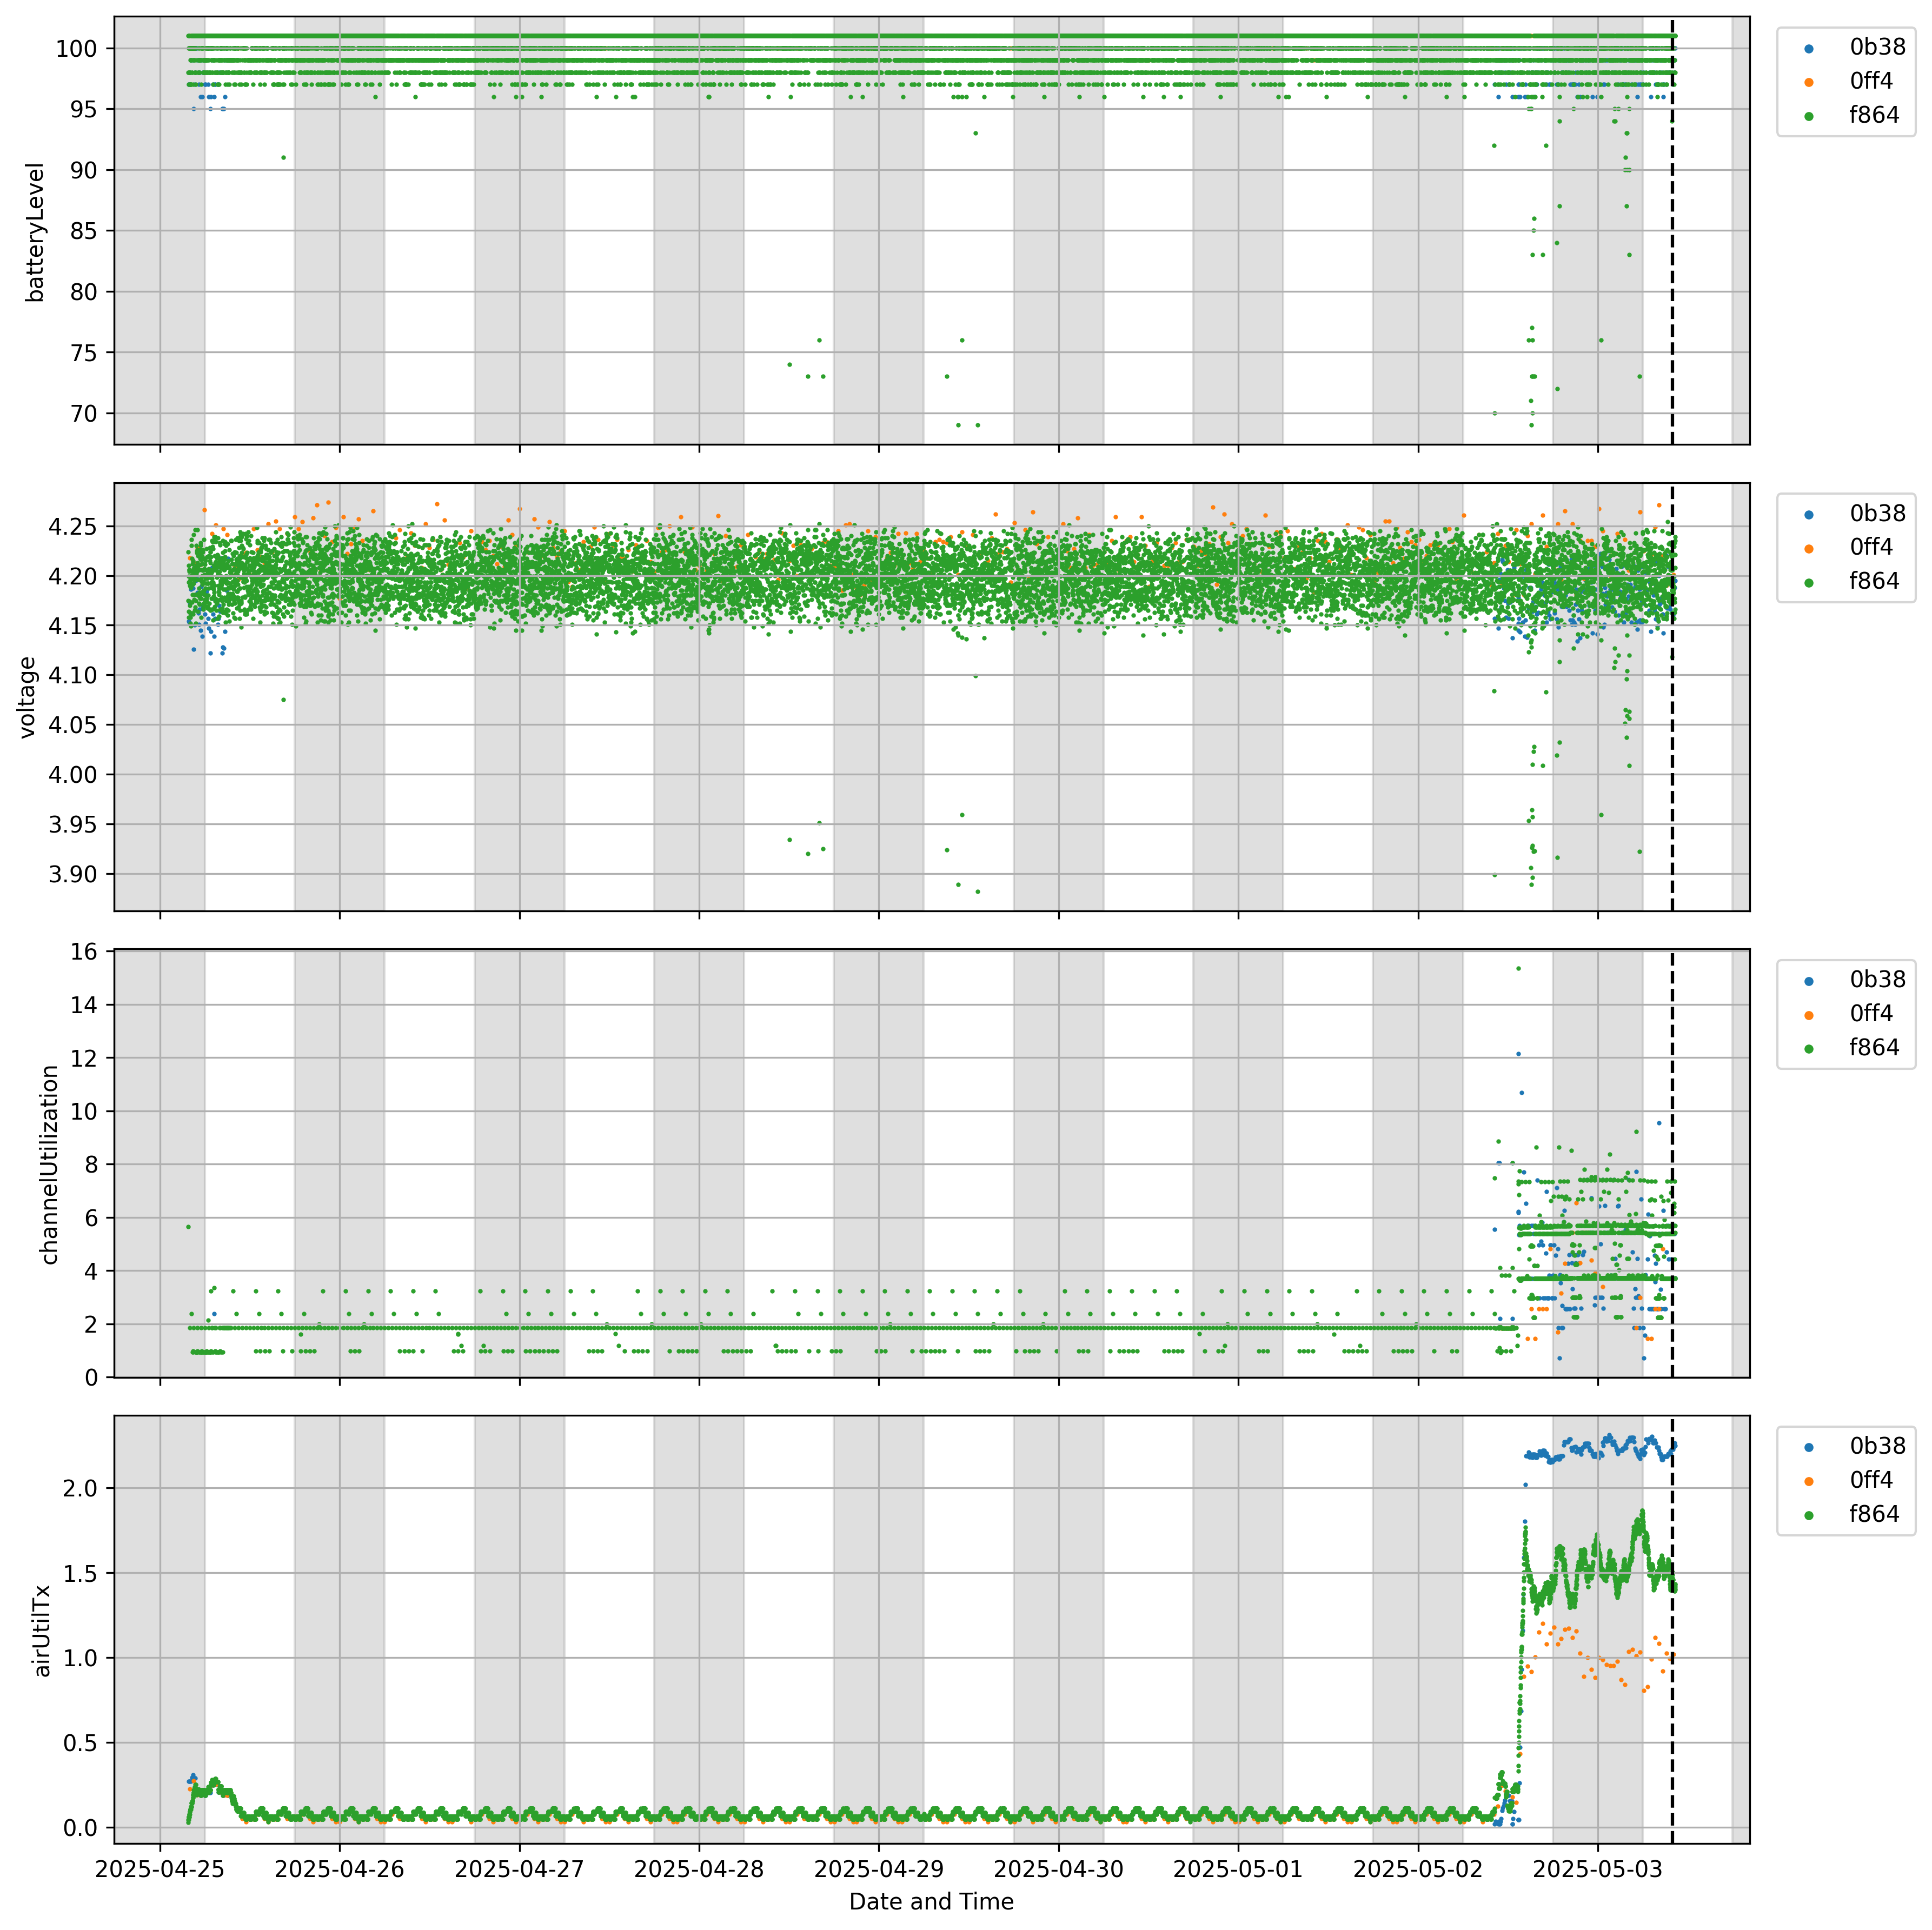 100
95
90
85
80
75
70
batteryLevel
0b38
0ff4
f864
4.25
4.20
4.15
4.10
4.05
4.00
3.95
3.90
voltage
0b38
0ff4
f864
16
14
12
10
8
6
4
2
0
channelUtilization
0b38
0ff4
f864
2.0
1.5
1.0
0.5
0.0
airUtilTx
0b38
0ff4
f864
2025-04-25 2025-04-26 2025-04-27 2025-04-28 2025-04-29 2025-04-30 2025-05-01 2025-05-02 2025-05-03
Date and Time